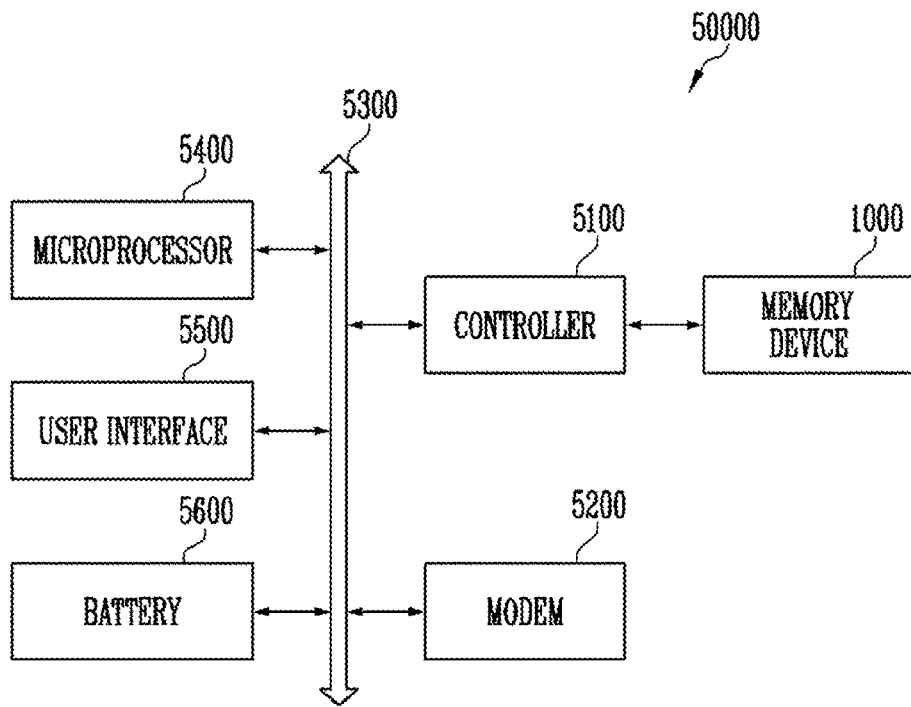 50000
5300
5400
MICROPROCESSOR
5100
CONTROLLER
1000
MEMORY
DEVICE
5500
USER INTERFACE
5600
BATTERY
5200
MODEM